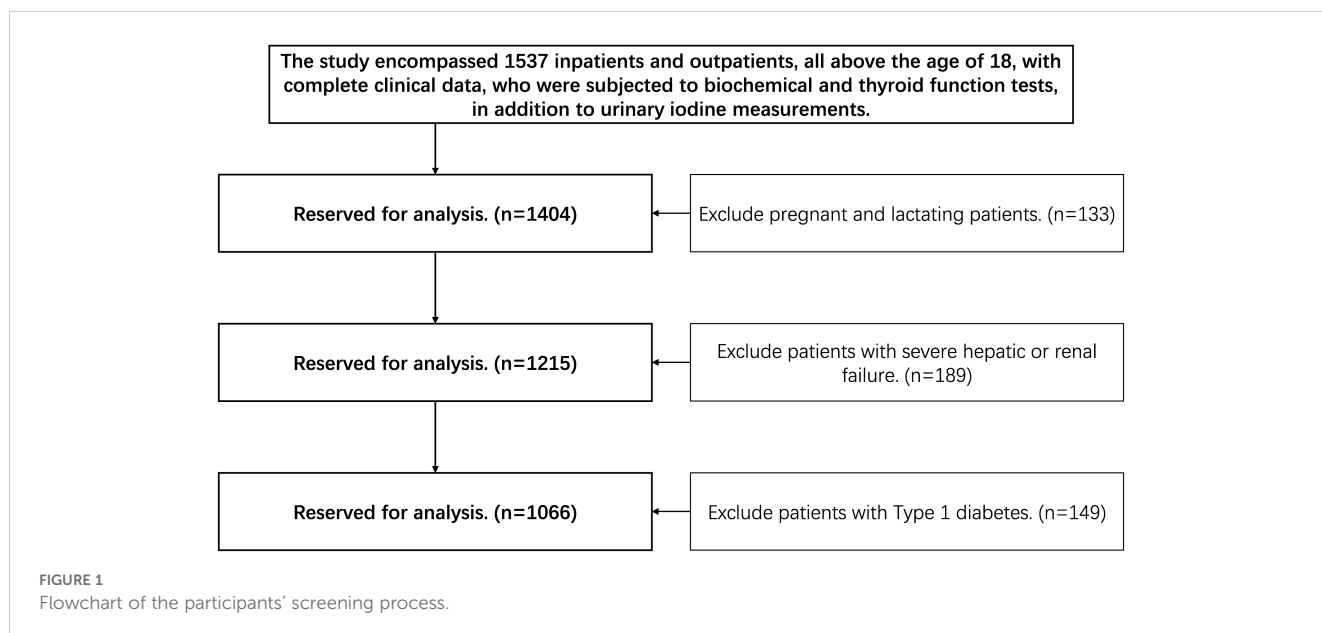 The study encompassed 1537 inpatients and outpatients, all above the age of 18, with
complete clinical data, who were subjected to biochemical and thyroid function tests,
in addition to urinary iodine measurements.
Reserved for analysis. (n=1404)
Exclude pregnant and lactating patients. (n=133)
Reserved for analysis. (n=1215)
Exclude patients with severe hepatic or renal
failure. (n=189)
Reserved for analysis. (n=1066)
Exclude patients with Type 1 diabetes. (n=149)
FIGURE 1
Flowchart of the participants’ screening process.